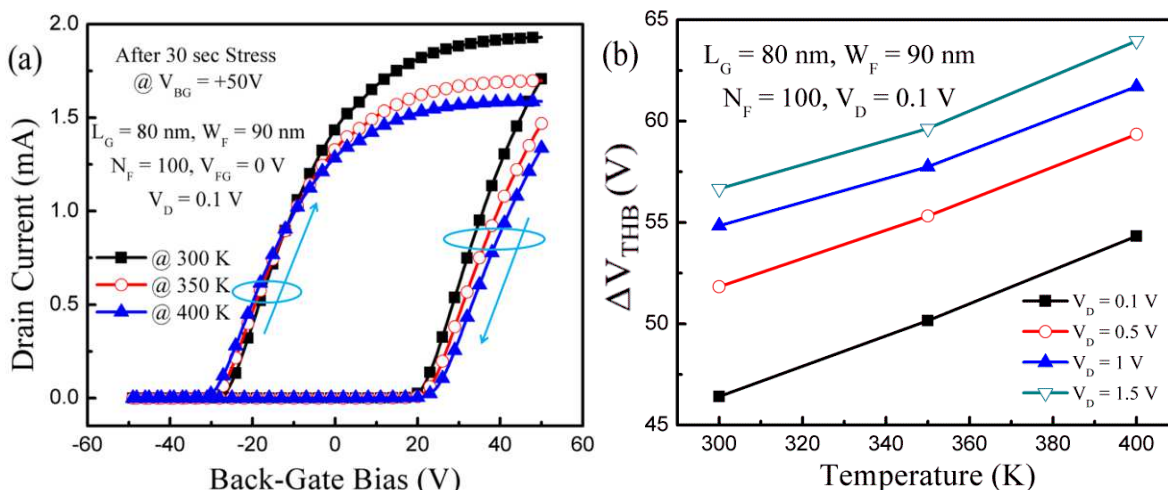 (a)
After 30 sec Stress
@ V_BG = +50V
L_G = 80 nm, W_F = 90 nm
N_F = 100, V_FG = 0 V
V_D = 0.1 V
@ 300 K
@ 350 K
@ 400 K
Drain Current (mA)
2.0
1.5
1.0
0.5
0.0
-60 -40 -20 0 20 40 60
Back-Gate Bias (V)
(b)
L_G = 80 nm, W_F = 90 nm
N_F = 100, V_D = 0.1 V
ΔV_THB (V)
65
60
55
50
45
V_D = 0.1 V
V_D = 0.5 V
V_D = 1 V
V_D = 1.5 V
300 320 340 360 380 400
Temperature (K)